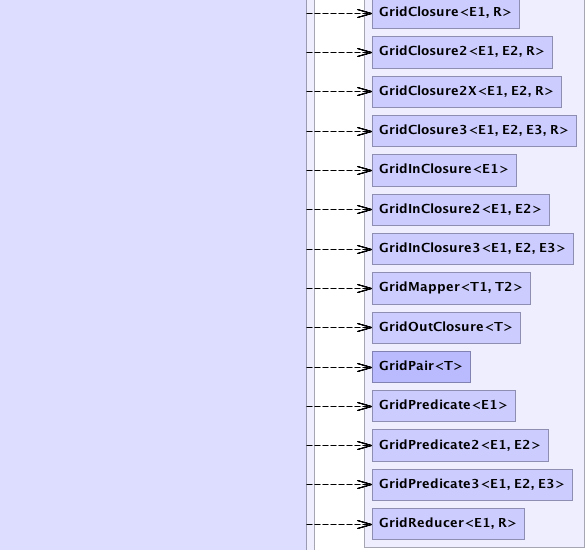 GridClosure<E1, R>
GridClosure2<E1, E2, R>
GridClosure2X<E1, E2, R>
GridClosure3<E1, E2, E3, R>
GridInClosure<E1>
GridInClosure2<E1, E2>
GridInClosure3<E1, E2, E3>
GridMapper<T1, T2>
GridOutClosure<T>
GridPair<T>
GridPredicate<E1>
GridPredicate2<E1, E2>
GridPredicate3<E1, E2, E3>
GridReducer<E1, R>